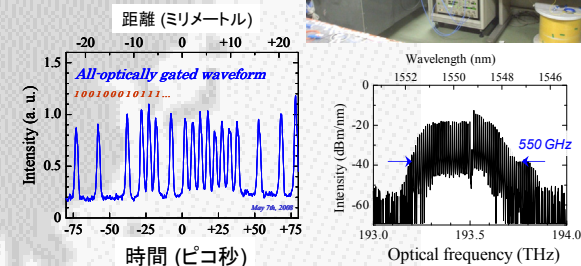 距離 (ミリメートル)
-20 -10 0 +10 +20
1.5
1.0
0.5
0
Intensity (a. u.)
All-optically gated waveform
100100010111...
May 7th, 2008
-75 -50 -25 0 +25 +50 +75
時間 (ピコ秒)
Wavelength (nm)
1552 1550 1548 1546
0
-20
-40
-60
Intensity (dBm/nm)
550 GHz
193.0 193.5 194.0
Optical frequency (THz)